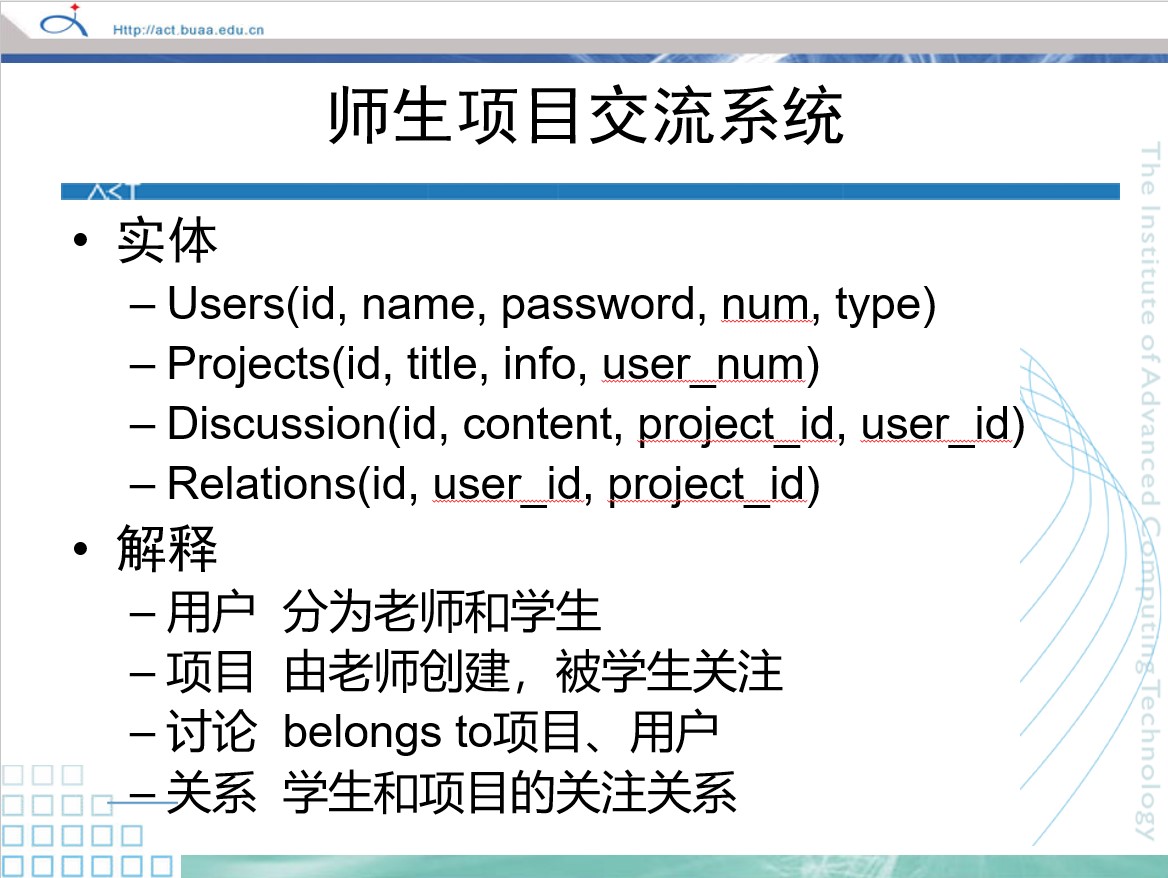 Http://act.buaa.edu.cn
师生项目交流系统
ACT
• 实体
– Users(id, name, password, num, type)
– Projects(id, title, info, user_num)
– Discussion(id, content, project_id, user_id)
– Relations(id, user_id, project_id)
• 解释
– 用户 分为老师和学生
– 项目 由老师创建，被学生关注
– 讨论 belongs to项目、用户
– 关系 学生和项目的关注关系
The Institute of Advanced Computing Technology